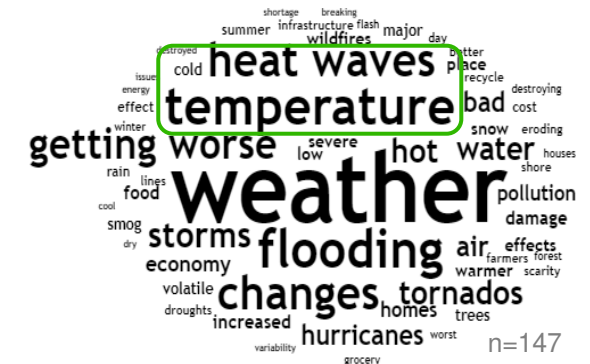 shortage breaking
summer infrastructure flash major
wildfires day
destroyed heat waves better
cold place
issue recycle
energy temperature bad destroying
effect cost
winter snow eroding
getting worse severe hot water houses
low
rain lines shore
food weather pollution
cool damage
smog
dry storms flooding air effects
farmers forest
economy warmer scarcity
volatile changes tornados
droughts homes trees
increased hurricanes worst
variability n=147
grocery